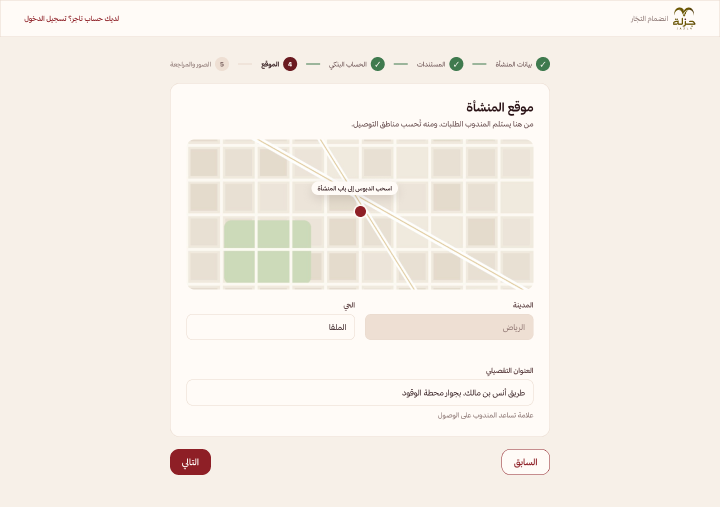 جزلة
JZLH
انضمام التجار
لديك حساب تاجر؟ تسجيل الدخول
✓ بيانات المنشأة
✓ المستندات
✓ الحساب البنكي
4 الموقع
5 الصور والمراجعة
موقع المنشأة
من هنا يستلم المندوب الطلبات، ومنه تُحسب مناطق التوصيل.
اسحب الدبوس إلى باب المنشأة
المدينة
الرياض
الحي
الملقا
العنوان التفصيلي
طريق أنس بن مالك، بجوار محطة الوقود
علامة تساعد المندوب على الوصول
السابق
التالي